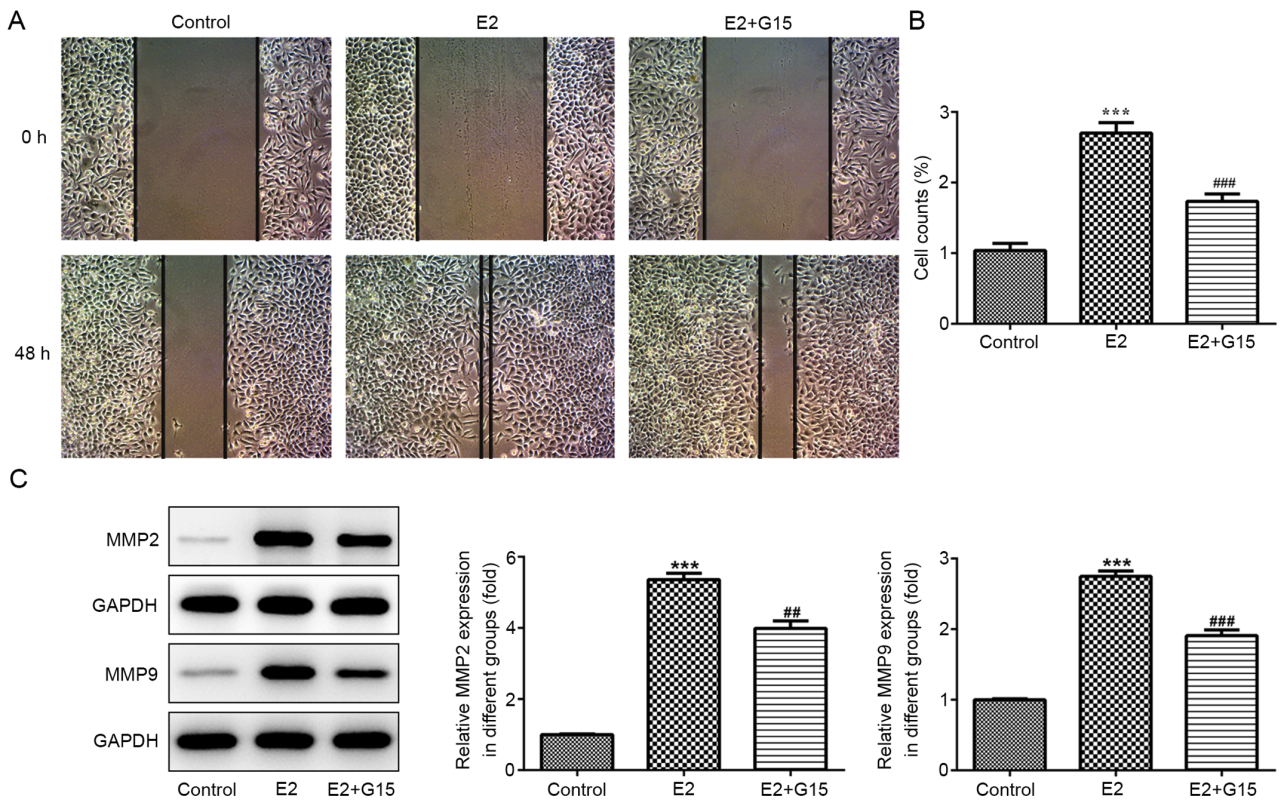 A
Control
E2
E2+G15
0 h
48 h
B
Cell counts (%)
3
2
1
0
***
###
Control
E2
E2+G15
C
MMP2
GAPDH
MMP9
GAPDH
Control
E2
E2+G15
Relative MMP2 expression
in different groups (fold)
6
4
2
0
***
##
Control
E2
E2+G15
Relative MMP9 expression
in different groups (fold)
3
2
1
0
***
###
Control
E2
E2+G15